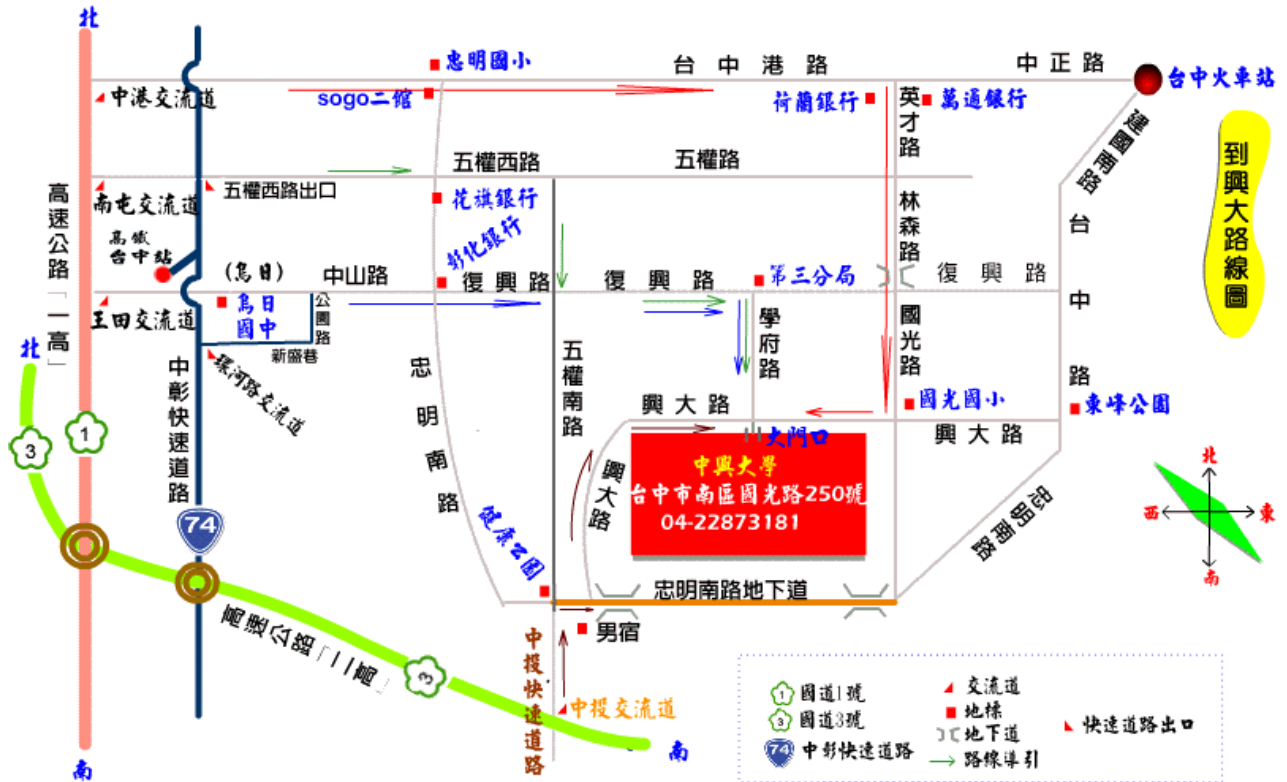 北
忠明國小
台中港路
中正路
台中火車站
中港交流道
sogo二館
荷蘭銀行
英才路
萬通銀行
建國南路
到興大路線圖
五權西路
五權路
高速公路「一高」
南屯交流道
五權西路出口
花旗銀行
林森路
台中路
高鐵
台中站
彰化銀行
(烏日)
中山路
復興路
復興路
第三分局
復興路
王田交流道
烏日
國中
公園路
新盛巷
學府路
國光路
北
中彰快速道路
環河路交流道
忠明南路
五權南路
興大路
國光國小
東峰公園
1
3
大門口
興大路
中興大學
台中市南區國光路250號
04-22873181
興大路
忠明南路
北
西
東
南
74
健康公園
忠明南路地下道
高速公路「二高」
中投快速道路
男宿
3
中投交流道
南
南
1
國道1號
3
國道3號
74
中彰快速道路
交流道
地標
地下道
路線導引
快速道路出口